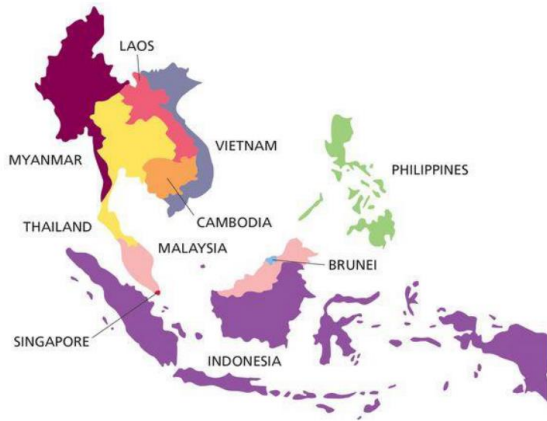 LAOS
VIETNAM
MYANMAR
PHILIPPINES
CAMBODIA
THAILAND
MALAYSIA
BRUNEI
SINGAPORE
INDONESIA